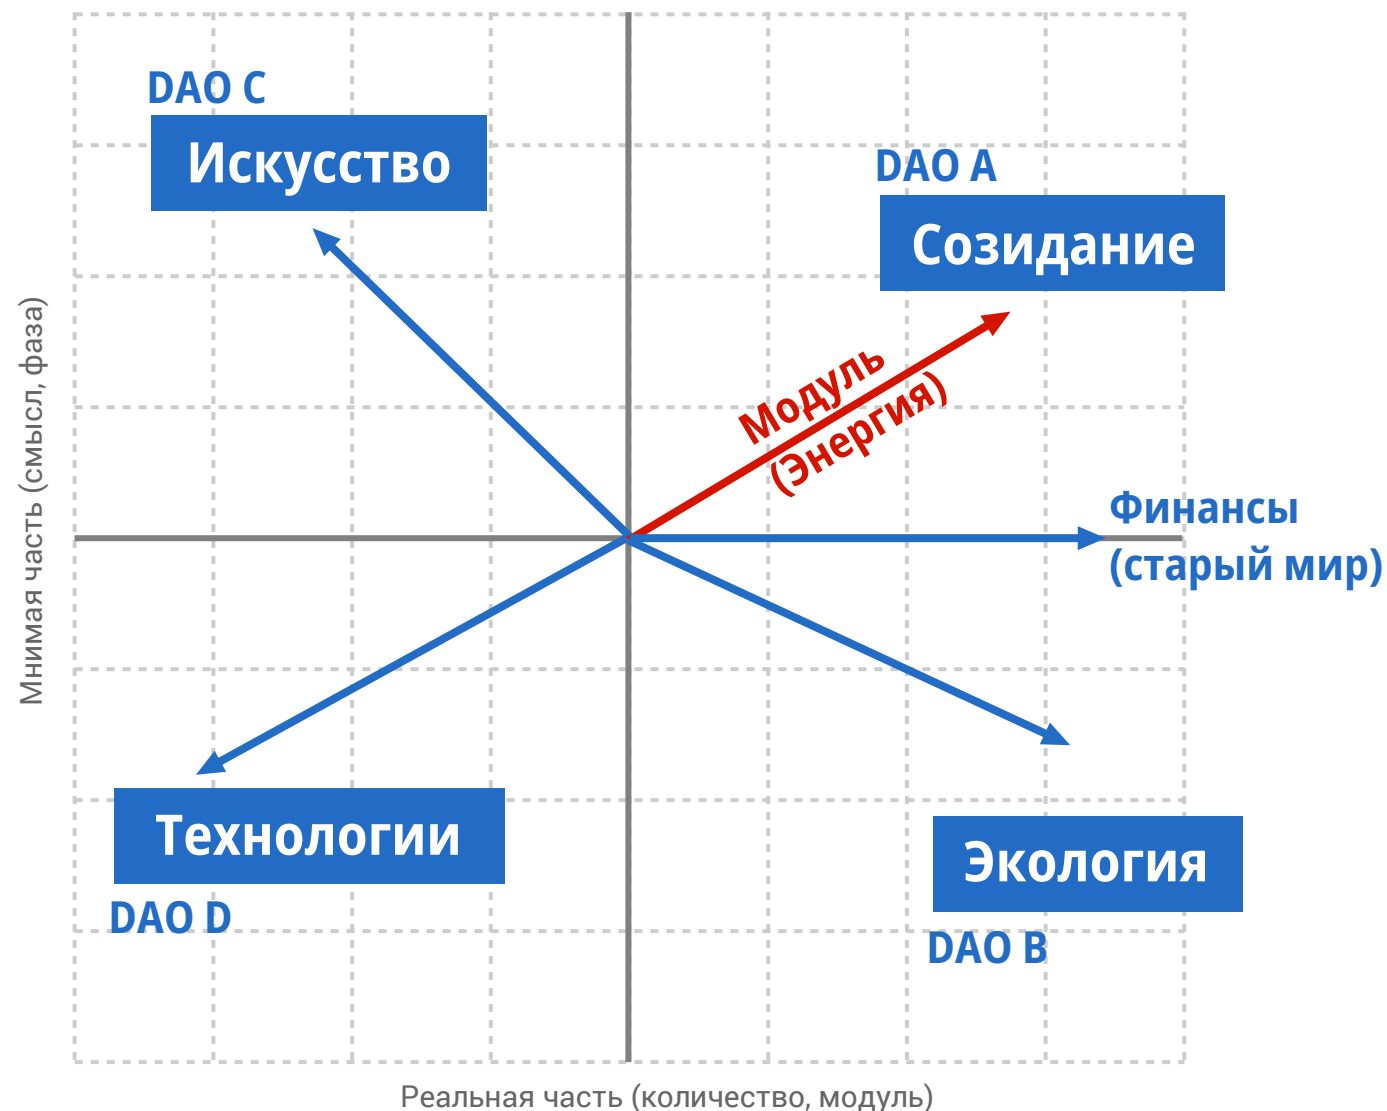 DAO C
Искусство
DAO A
Созидание
Модуль
(Энергия)
Финансы
(старый мир)
Мнимая часть (смысл, фаза)
Технологии
DAO D
Экология
DAO B
Реальная часть (количество, модуль)